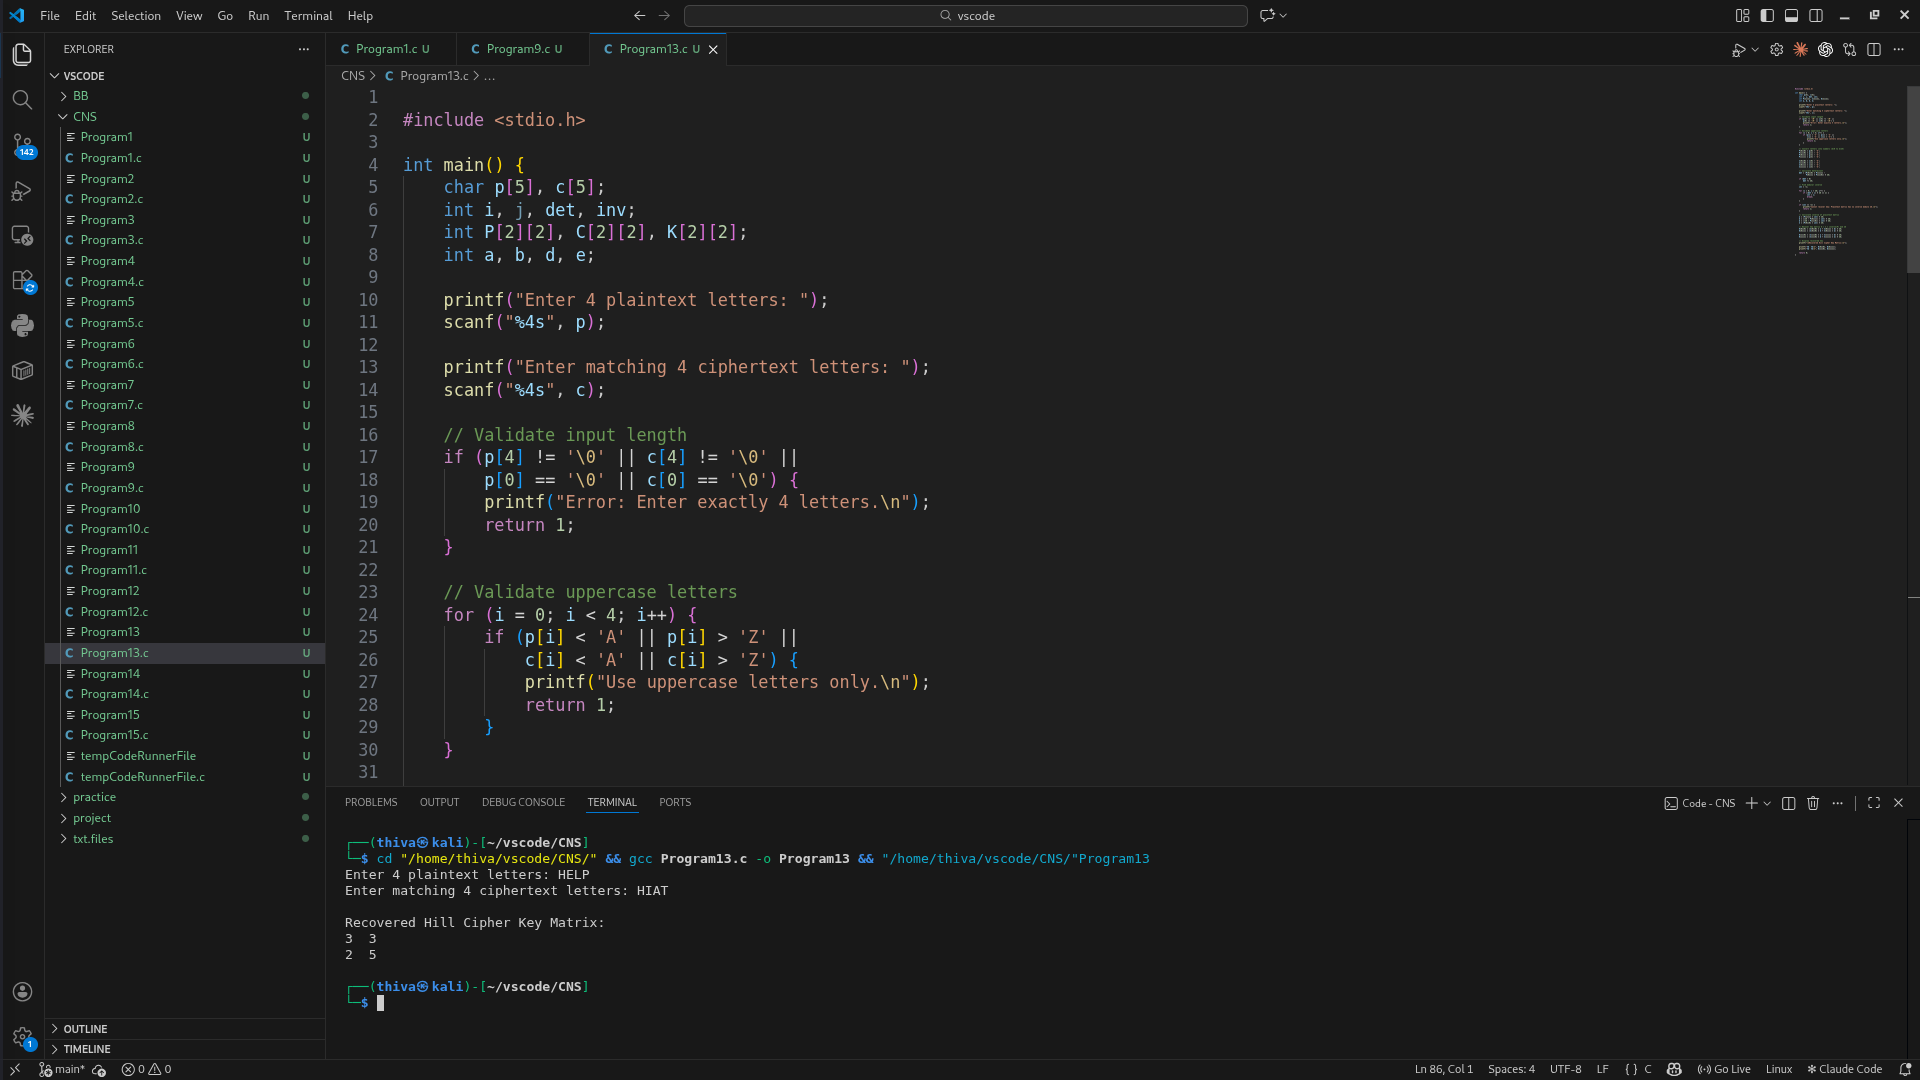 File Edit Selection View Go Run Terminal Help
vscode
EXPLORER
Program1.c U
Program9.c U
Program13.c U
VSCODE
CNS > C Program13.c > ...
BB
CNS
Program1 U
C Program1.c U
Program2 U
C Program2.c U
Program3 U
C Program3.c U
Program4 U
C Program4.c U
Program5 U
C Program5.c U
Program6 U
C Program6.c U
Program7 U
C Program7.c U
Program8 U
C Program8.c U
Program9 U
C Program9.c U
Program10 U
C Program10.c U
Program11 U
C Program11.c U
Program12 U
C Program12.c U
Program13 U
C Program13.c U
Program14 U
C Program14.c U
Program15 U
C Program15.c U
tempCodeRunnerFile U
C tempCodeRunnerFile.c U
practice
project
txt.files
OUTLINE
TIMELINE
142
1
1
2 #include <stdio.h>
3
4 int main() {
5 char p[5], c[5];
6 int i, j, det, inv;
7 int P[2][2], C[2][2], K[2][2];
8 int a, b, d, e;
9
10 printf("Enter 4 plaintext letters: ");
11 scanf("%4s", p);
12
13 printf("Enter matching 4 ciphertext letters: ");
14 scanf("%4s", c);
15
16 // Validate input length
17 if (p[4] != '\0' || c[4] != '\0' ||
18 p[0] == '\0' || c[0] == '\0') {
19 printf("Error: Enter exactly 4 letters.\n");
20 return 1;
21 }
22
23 // Validate uppercase letters
24 for (i = 0; i < 4; i++) {
25 if (p[i] < 'A' || p[i] > 'Z' ||
26 c[i] < 'A' || c[i] > 'Z') {
27 printf("Use uppercase letters only.\n");
28 return 1;
29 }
30 }
31
PROBLEMS OUTPUT DEBUG CONSOLE TERMINAL PORTS
Code - CNS
┌──(thiva㉿kali)-[~/vscode/CNS]
└─$ cd "/home/thiva/vscode/CNS/" && gcc Program13.c -o Program13 && "/home/thiva/vscode/CNS/"Program13
Enter 4 plaintext letters: HELP
Enter matching 4 ciphertext letters: HIAT
Recovered Hill Cipher Key Matrix:
3 3
2 5
┌──(thiva㉿kali)-[~/vscode/CNS]
└─$
main* 0 0
Ln 86, Col 1 Spaces: 4 UTF-8 LF { } C Go Live Linux Claude Code